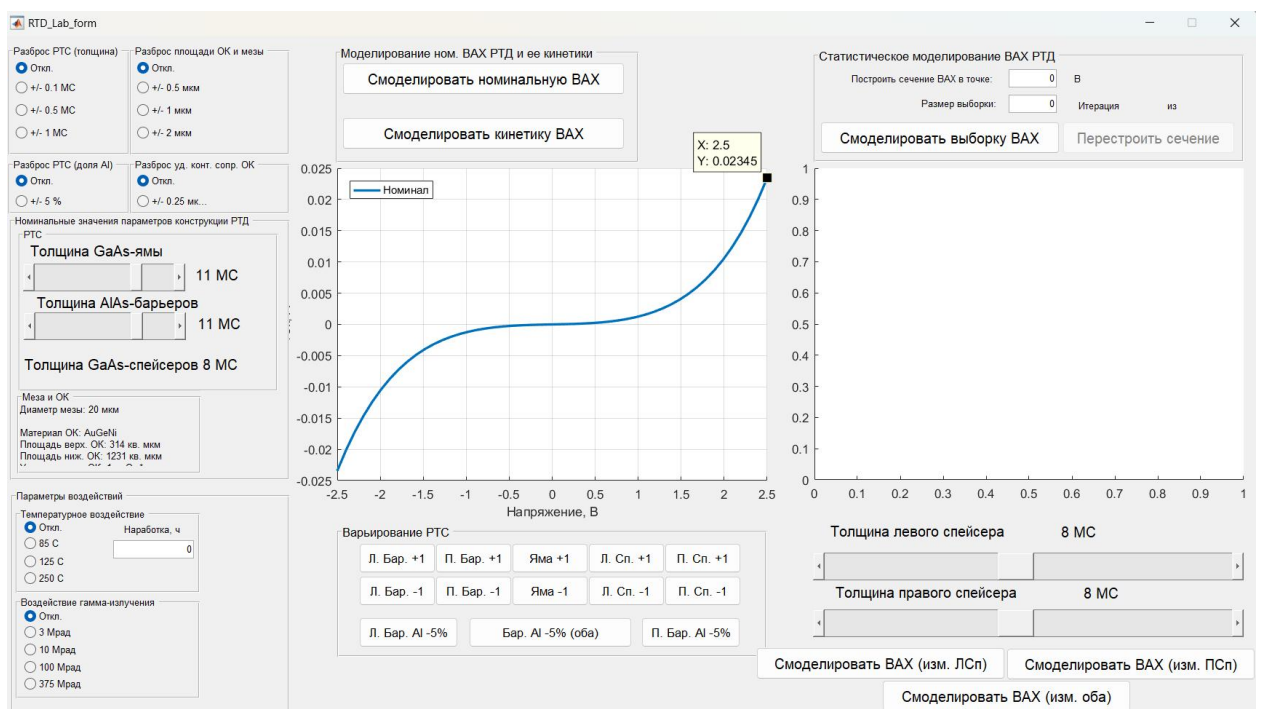 RTD_Lab_form
Разброс РТС (толщина)
Откл.
+/- 0.1 МС
+/- 0.5 МС
+/- 1 МС
Разброс площади ОК и мезы
Откл.
+/- 0.5 мкм
+/- 1 мкм
+/- 2 мкм
Разброс РТС (доля Al)
Откл.
+/- 5 %
Разброс уд. конт. сопр. ОК
Откл.
+/- 0.25 мк...
Номинальные значения параметров конструкции РТД
РТС
Толщина GaAs-ямы
11 МС
Толщина AlAs-барьеров
11 МС
Толщина GaAs-спейсеров 8 МС
Меза и ОК
Диаметр мезы: 20 мкм
Материал ОК: AuGeNi
Площадь верх. ОК: 314 кв. мкм
Площадь ниж. ОК: 1231 кв. мкм
Параметры воздействий
Температурное воздействие
Откл.
85 С
125 С
250 С
Наработка, ч
0
Воздействие гамма-излучения
Откл.
3 Мрад
10 Мрад
100 Мрад
375 Мрад
Моделирование ном. ВАХ РТД и ее кинетики
Смоделировать номинальную ВАХ
Смоделировать кинетику ВАХ
X: 2.5
Y: 0.02345
Номинал
0.025
0.02
0.015
0.01
0.005
0
-0.005
-0.01
-0.015
-0.02
-0.025
-2.5 -2 -1.5 -1 -0.5 0 0.5 1 1.5 2 2.5
Напряжение, В
Варьирование РТС
Л. Бар. +1 П. Бар. +1 Яма +1 Л. Сп. +1 П. Сп. +1
Л. Бар. -1 П. Бар. -1 Яма -1 Л. Сп. -1 П. Сп. -1
Л. Бар. Al -5% Бар. Al -5% (оба) П. Бар. Al -5%
Статистическое моделирование ВАХ РТД
Построить сечение ВАХ в точке: 0 В
Размер выборки: 0 Итерация из
Смоделировать выборку ВАХ Перестроить сечение
1
0.9
0.8
0.7
0.6
0.5
0.4
0.3
0.2
0.1
0
0 0.1 0.2 0.3 0.4 0.5 0.6 0.7 0.8 0.9 1
Толщина левого спейсера 8 МС
Толщина правого спейсера 8 МС
Смоделировать ВАХ (изм. ЛСп) Смоделировать ВАХ (изм. ПСп)
Смоделировать ВАХ (изм. оба)